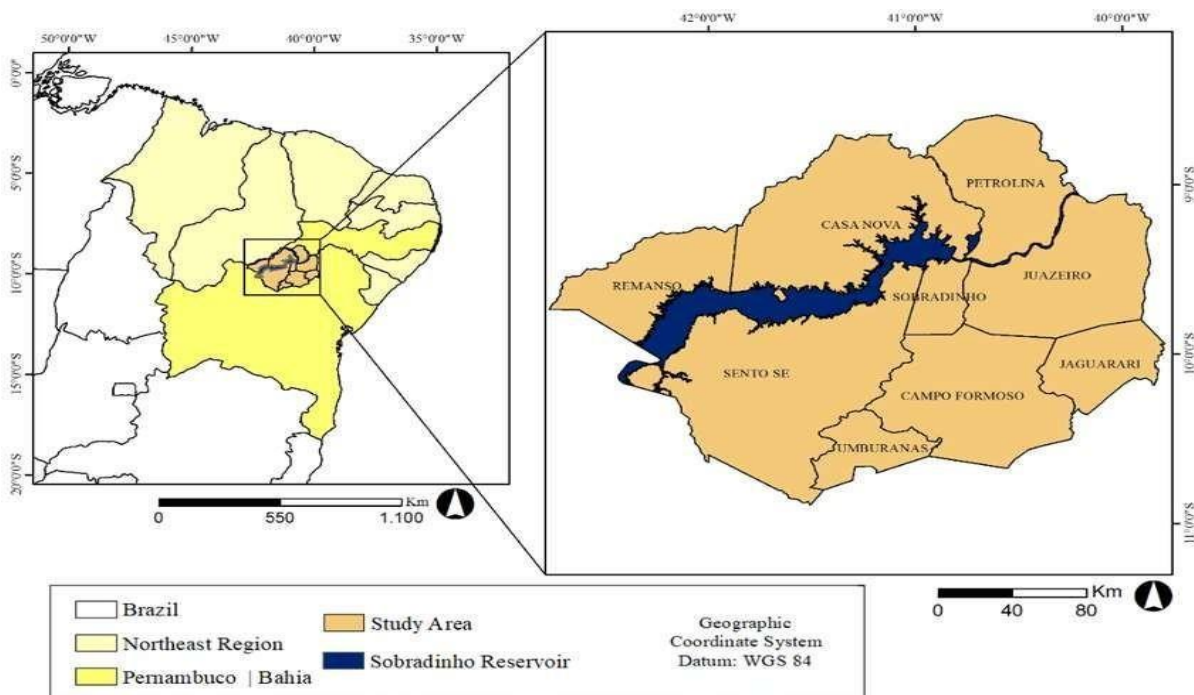 50°0'0"W 45°0'0"W 40°0'0"W 35°0'0"W
0°0'0"
5°0'0"S
10°0'0"S
15°0'0"S
20°0'0"S
Km
0 550 1.100
42°0'0"W 41°0'0"W 40°0'0"W
9°0'0"S
10°0'0"S
11°0'0"S
PETROLINA
CASA NOVA
JUAZEIRO
REMANSO
SOBRADINHO
JAGUARARI
SENTO SE
CAMPO FORMOSO
UMBURANAS
Km
0 40 80
Brazil
Northeast Region
Pernambuco | Bahia
Study Area
Sobradinho Reservoir
Geographic
Coordinate System
Datum: WGS 84